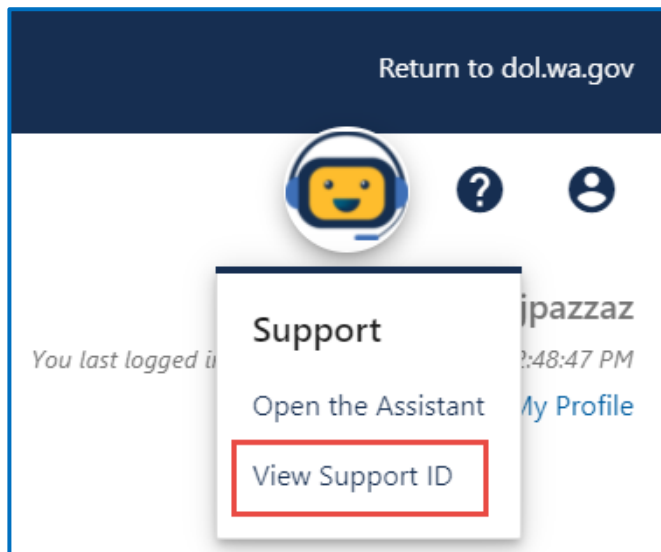 Return to dol.wa.gov
?
jpazzaz
Support
You last logged i :48:47 PM
Open the Assistant
My Profile
View Support ID